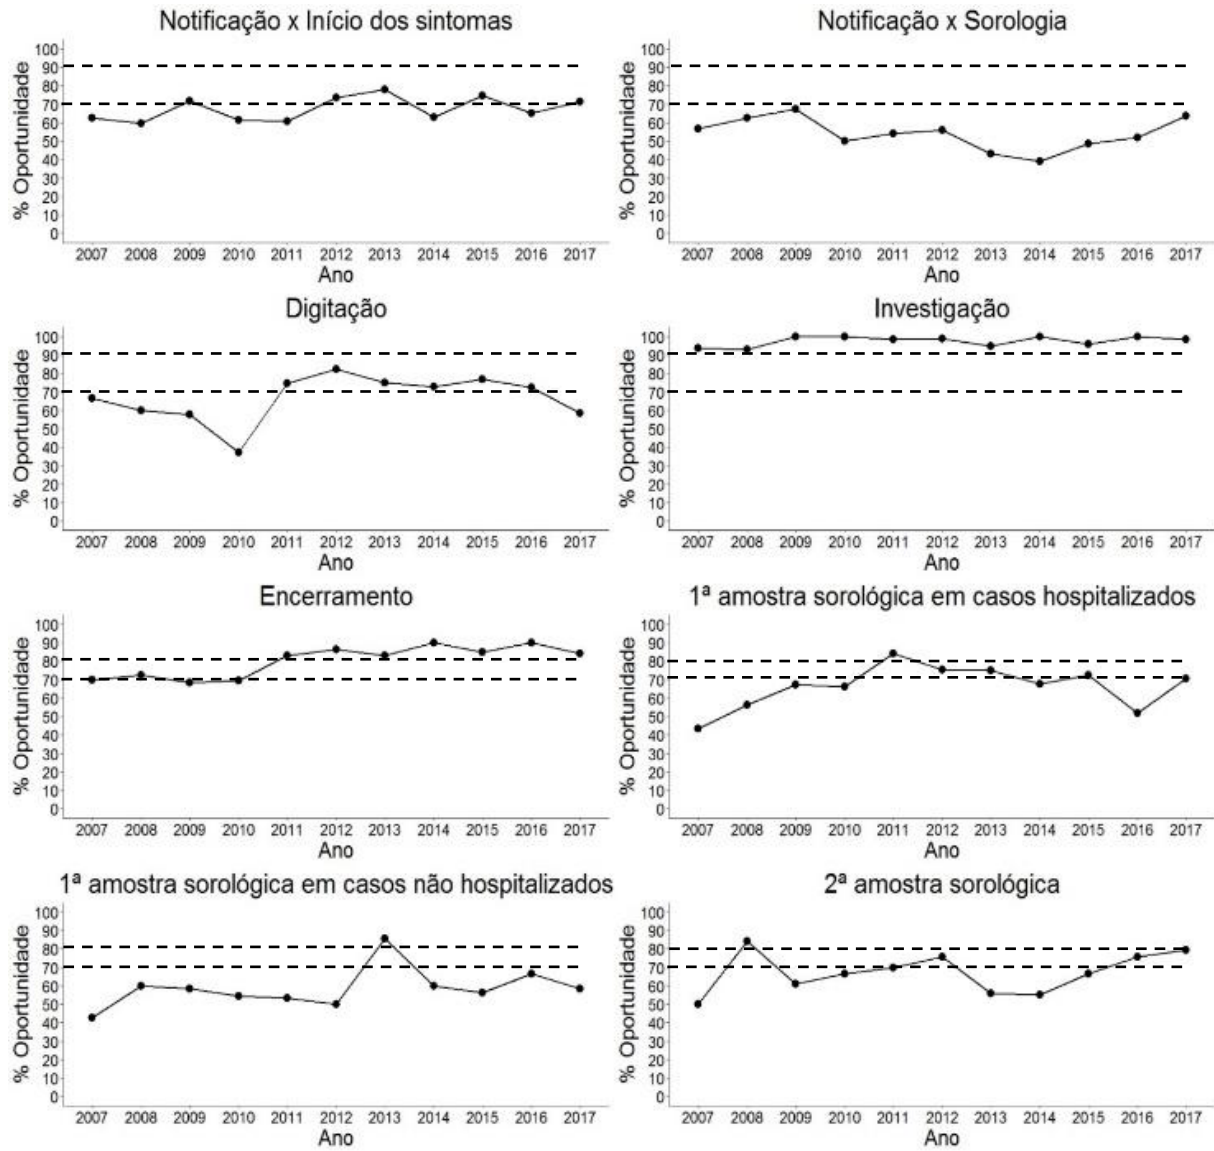 Notificação x Início dos sintomas
% Oportunidade
100
90
80
70
60
50
40
30
20
10
0
2007 2008 2009 2010 2011 2012 2013 2014 2015 2016 2017
Ano
Notificação x Sorologia
% Oportunidade
100
90
80
70
60
50
40
30
20
10
0
2007 2008 2009 2010 2011 2012 2013 2014 2015 2016 2017
Ano
Digitação
% Oportunidade
100
90
80
70
60
50
40
30
20
10
0
2007 2008 2009 2010 2011 2012 2013 2014 2015 2016 2017
Ano
Investigação
% Oportunidade
100
90
80
70
60
50
40
30
20
10
0
2007 2008 2009 2010 2011 2012 2013 2014 2015 2016 2017
Ano
Encerramento
% Oportunidade
100
90
80
70
60
50
40
30
20
10
0
2007 2008 2009 2010 2011 2012 2013 2014 2015 2016 2017
Ano
1ª amostra sorológica em casos hospitalizados
% Oportunidade
100
90
80
70
60
50
40
30
20
10
0
2007 2008 2009 2010 2011 2012 2013 2014 2015 2016 2017
Ano
1ª amostra sorológica em casos não hospitalizados
% Oportunidade
100
90
80
70
60
50
40
30
20
10
0
2007 2008 2009 2010 2011 2012 2013 2014 2015 2016 2017
Ano
2ª amostra sorológica
% Oportunidade
100
90
80
70
60
50
40
30
20
10
0
2007 2008 2009 2010 2011 2012 2013 2014 2015 2016 2017
Ano